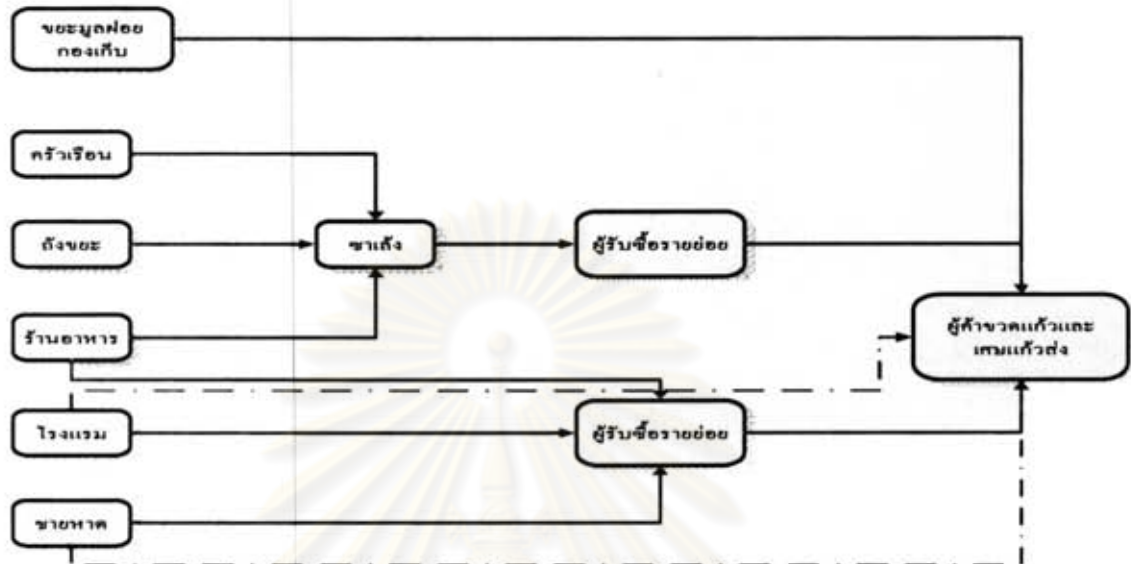 ขยะมูลฝอย
กองเก็บ
ครัวเรือน
ถังขยะ
ซาเล้ง
ผู้รับซื้อรายย่อย
ร้านอาหาร
ผู้ค้าขวดแก้วและ
เศษแก้วส่ง
โรงแรม
ผู้รับซื้อรายย่อย
ชายหาด